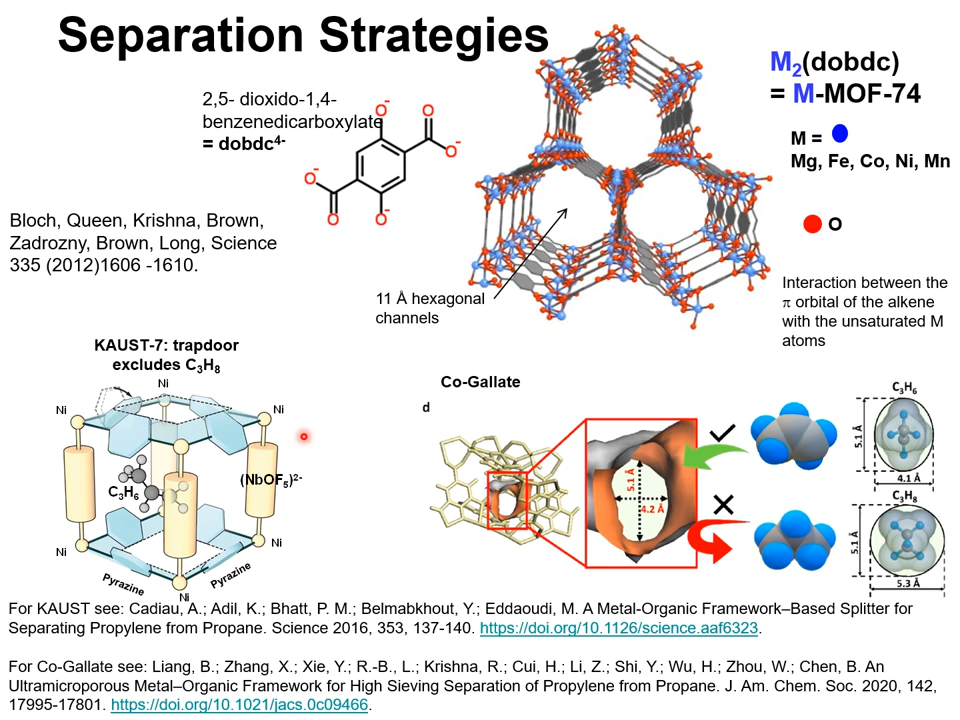 Separation Strategies
2,5- dioxido-1,4-
benzenedicarboxylate
= dobdc4-
O-
O
O-
O-
O
O-
M2(dobdc)
= M-MOF-74
M =
Mg, Fe, Co, Ni, Mn
O
Bloch, Queen, Krishna, Brown,
Zadrozny, Brown, Long, Science
335 (2012)1606 -1610.
11 Å hexagonal
channels
Interaction between the
π orbital of the alkene
with the unsaturated M
atoms
KAUST-7: trapdoor
excludes C3H8
Ni
Ni
Ni
C3H6
(NbOF5)2-
Ni
Ni
Pyrazine
Pyrazine
Ni
Co-Gallate
d
5.1 Å
4.2 Å
C3H6
5.1 Å
4.1 Å
C3H8
5.1 Å
5.3 Å
For KAUST see: Cadiau, A.; Adil, K.; Bhatt, P. M.; Belmabkhout, Y.; Eddaoudi, M. A Metal-Organic Framework–Based Splitter for
Separating Propylene from Propane. Science 2016, 353, 137-140. https://doi.org/10.1126/science.aaf6323.
For Co-Gallate see: Liang, B.; Zhang, X.; Xie, Y.; R.-B., L.; Krishna, R.; Cui, H.; Li, Z.; Shi, Y.; Wu, H.; Zhou, W.; Chen, B. An
Ultramicroporous Metal–Organic Framework for High Sieving Separation of Propylene from Propane. J. Am. Chem. Soc. 2020, 142,
17995-17801. https://doi.org/10.1021/jacs.0c09466.